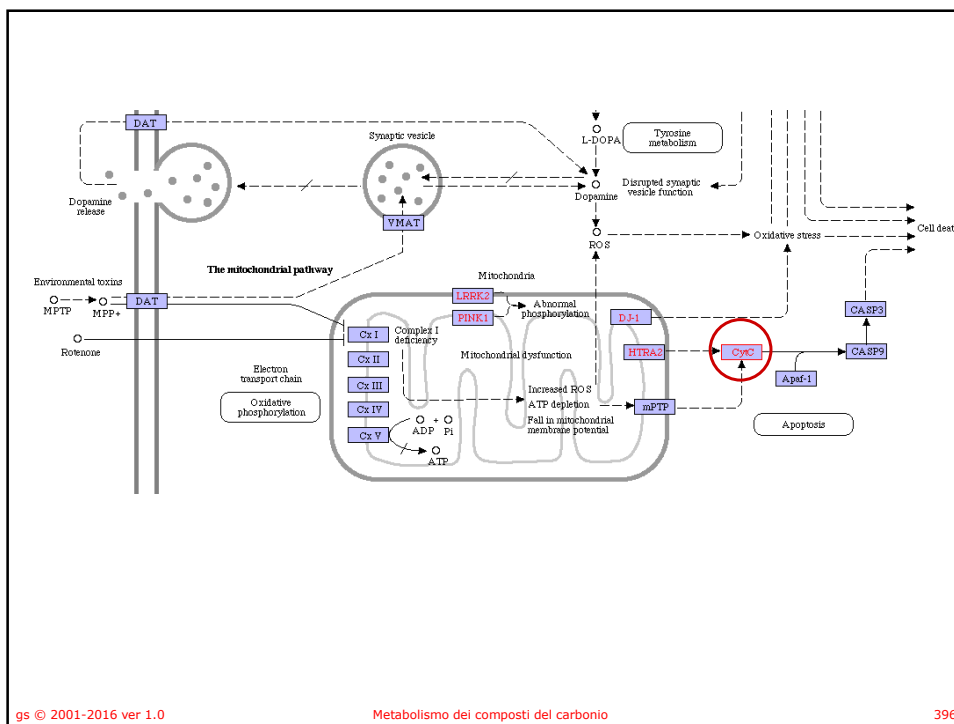 DAT
Synaptic vesicle
L-DOPA
Tyrosine
metabolism
Dopamine
release
Dopamine
Disrupted synaptic
vesicle function
VMAT
ROS
Oxidative stress
Cell death
The mitochondrial pathway
Environmental toxins
MPTP
MPP+
DAT
Rotenone
Mitochondria
LRRK2
PINK1
Abnormal
phosphorylation
DJ-1
CASP3
Cx I
Complex I
deficiency
HTRA2
CytC
CASP9
Cx II
Mitochondrial dysfunction
Electron
transport chain
Cx III
Apaf-1
Oxidative
phosphorylation
Cx IV
Increased ROS
ATP depletion
Fall in mitochondrial
membrane potential
mPTP
Apoptosis
Cx V
ADP
+
Pi
ATP
gs © 2001-2016 ver 1.0
Metabolismo dei composti del carbonio
396